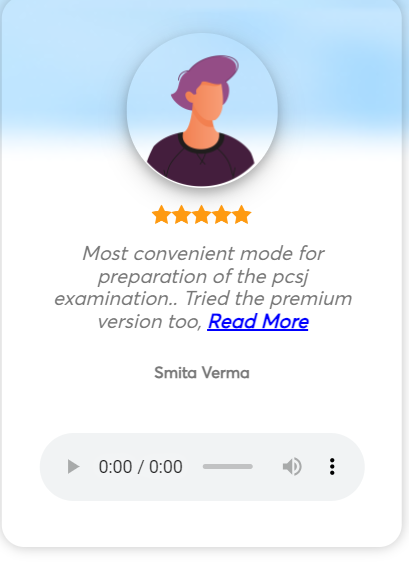 Most convenient mode for
preparation of the pcsj
examination.. Tried the premium
version too, Read More
Smita Verma
0:00 / 0:00